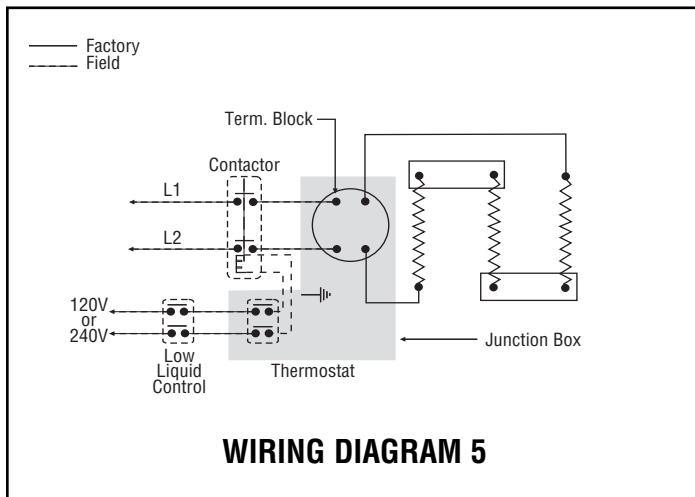 Factory
Field
Term. Block
Contactor
L1
L2
120V
or
240V
Low
Liquid
Control
Thermostat
Junction Box
WIRING DIAGRAM 5